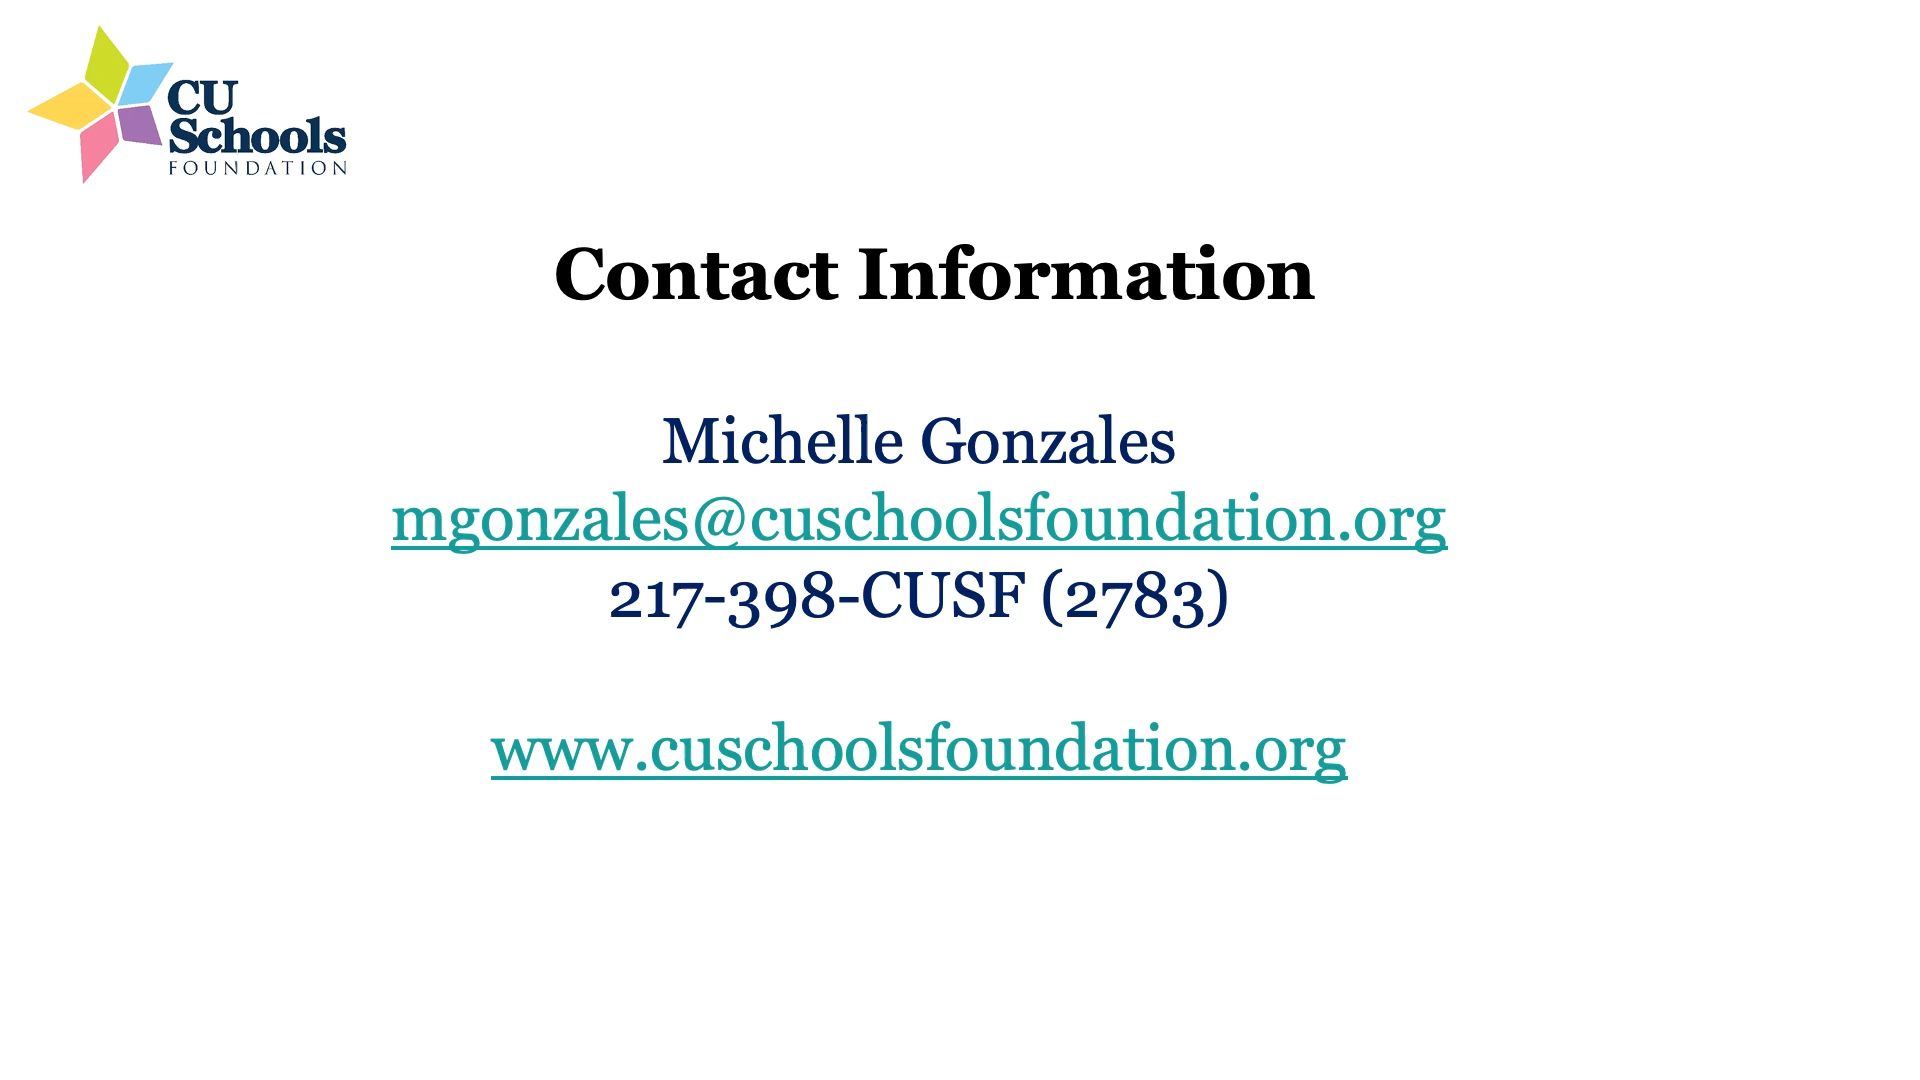 CU
Schools
FOUNDATION
Contact Information
Michelle Gonzales
mgonzales@cuschoolsfoundation.org
217-398-CUSF (2783)
www.cuschoolsfoundation.org